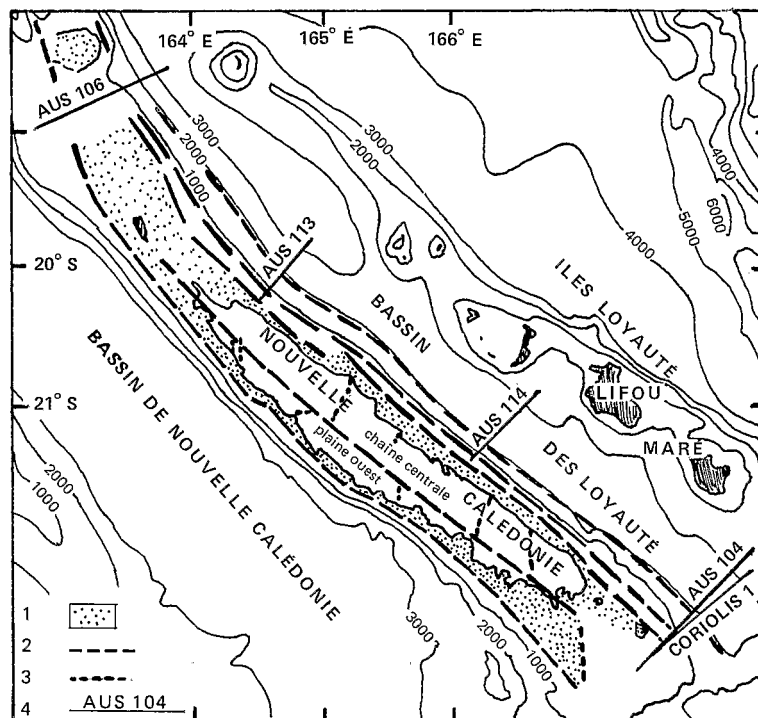 164° E
165° E
166° E
AUS 106
3000
2000
1000
3000
2000
4000
5000
6000
4000
20° S
AUS 113
BASSIN
ILES LOYAUTÉ
BASSIN DE NOUVELLE CALÉDONIE
NOUVELLE
21° S
LIFOU
AUS 114
MARÉ
chaîne centrale
plaine ouest
DES LOYAUTÉ
CALÉDONIE
2000
1000
AUS 104
CORIOLIS 1
3000
2000
1000
1
2
3
4 AUS 104